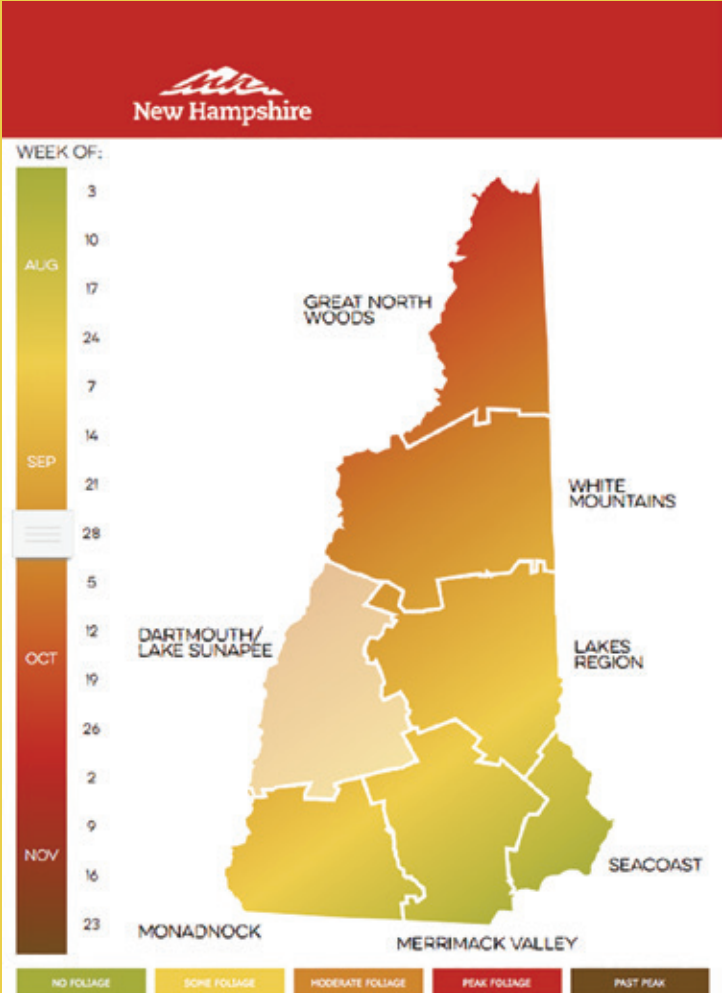 New Hampshire
WEEK OF:
3
10
AUG
17
24
7
14
SEP
21
28
5
12
OCT
19
26
2
9
NOV
16
23
GREAT NORTH
WOODS
WHITE
MOUNTAINS
DARTMOUTH/
LAKE SUNAPEE
LAKES
REGION
SEACOAST
MONADNOCK
MERRIMACK VALLEY
NO FOLIAGE
SOME FOLIAGE
MODERATE FOLIAGE
PEAK FOLIAGE
PAST PEAK